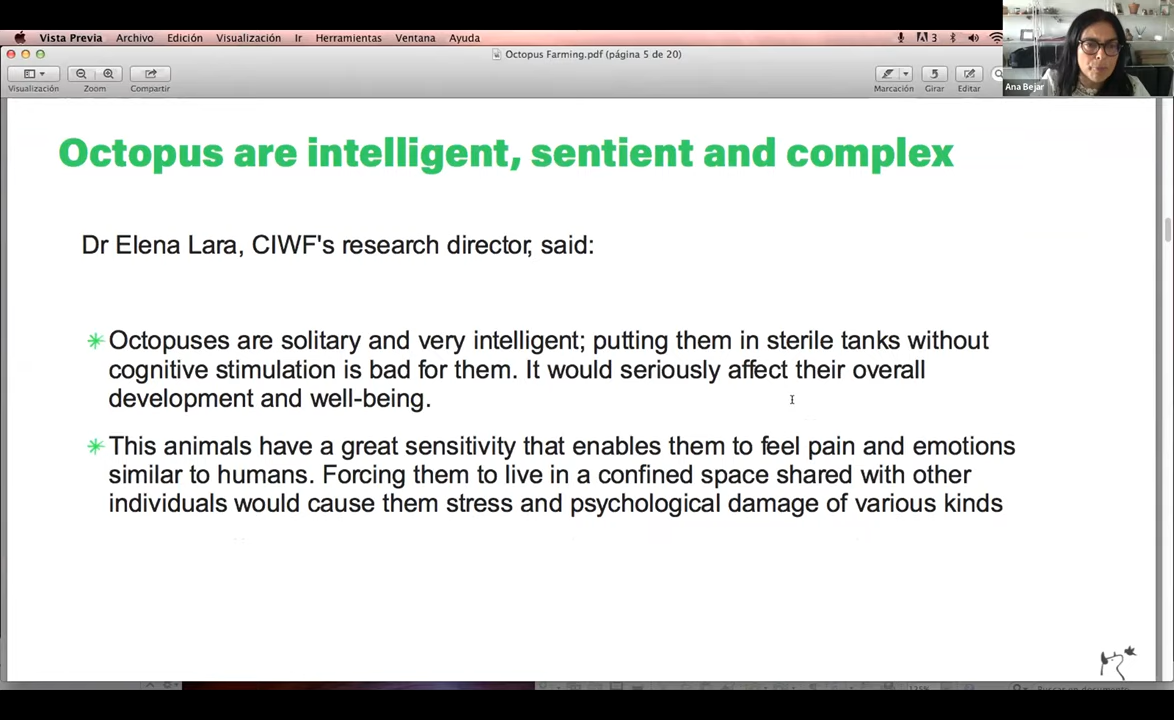 Vista Previa Archivo Edición Visualización Ir Herramientas Ventana Ayuda
3
Octopus Farming.pdf (página 5 de 20)
Visualización Zoom Compartir Marcación Girar Editar
Ana Bejar
Octopus are intelligent, sentient and complex
Dr Elena Lara, CIWF's research director, said:
Octopuses are solitary and very intelligent; putting them in sterile tanks without
cognitive stimulation is bad for them. It would seriously affect their overall
development and well-being.
This animals have a great sensitivity that enables them to feel pain and emotions
similar to humans. Forcing them to live in a confined space shared with other
individuals would cause them stress and psychological damage of various kinds